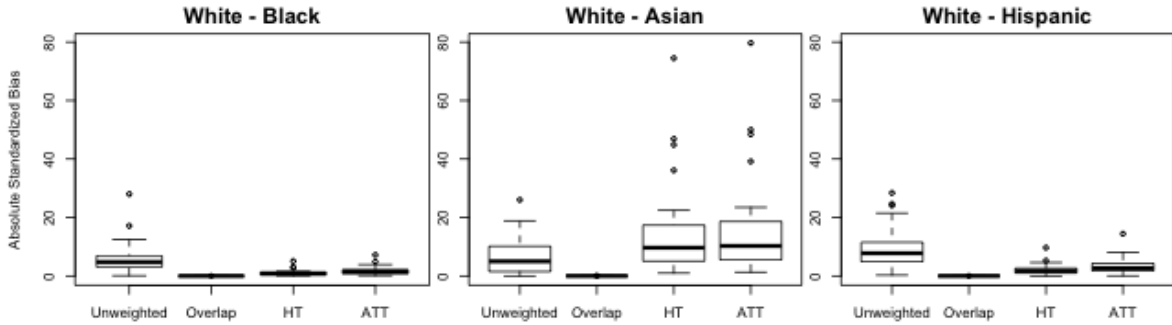 White - Black
White - Asian
White - Hispanic
Absolute Standardized Bias
80
60
40
20
0
80
60
40
20
0
80
60
40
20
0
Unweighted Overlap HT ATT
Unweighted Overlap HT ATT
Unweighted Overlap HT ATT